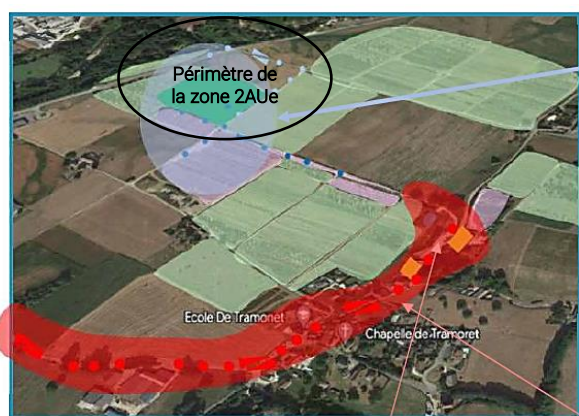 Périmètre de
la zone 2AUe
Ecole De Tramonet
Chapelle de Tramoret